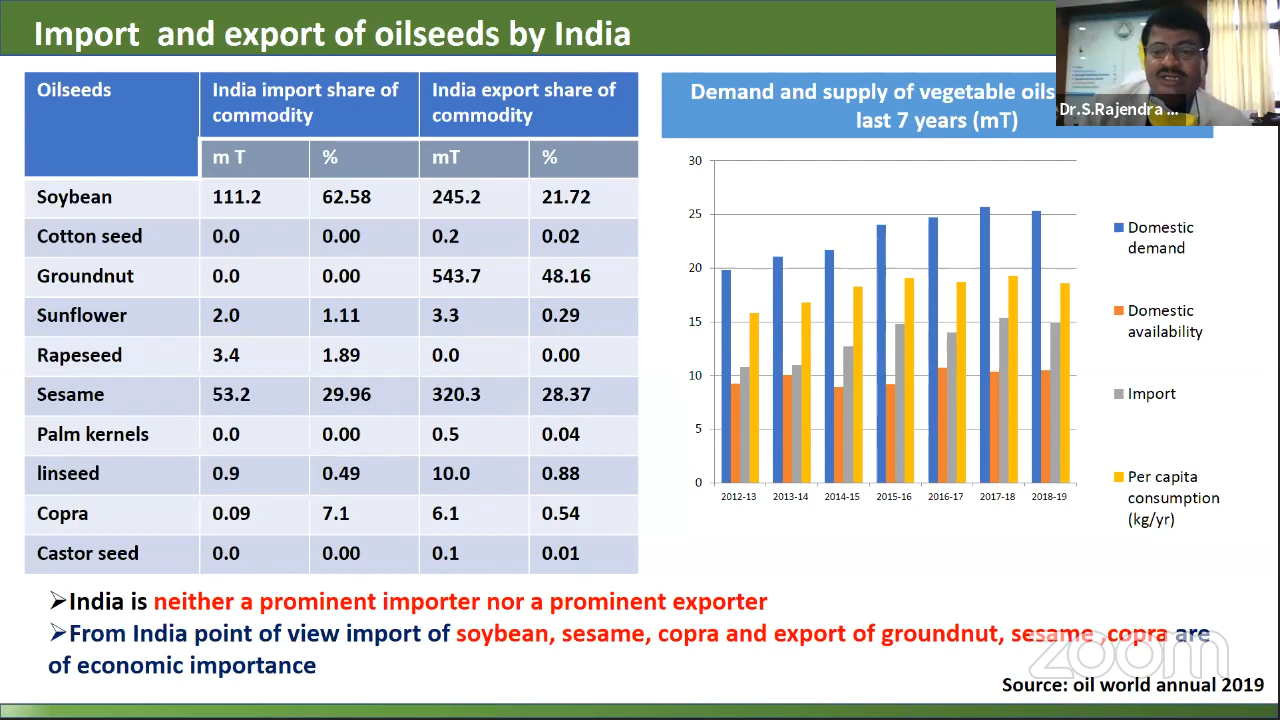 Import and export of oilseeds by India
Oilseeds
India import share of commodity
India export share of commodity
m T % mT %
Soybean 111.2 62.58 245.2 21.72
Cotton seed 0.0 0.00 0.2 0.02
Groundnut 0.0 0.00 543.7 48.16
Sunflower 2.0 1.11 3.3 0.29
Rapeseed 3.4 1.89 0.0 0.00
Sesame 53.2 29.96 320.3 28.37
Palm kernels 0.0 0.00 0.5 0.04
linseed 0.9 0.49 10.0 0.88
Copra 0.09 7.1 6.1 0.54
Castor seed 0.0 0.00 0.1 0.01
Demand and supply of vegetable oils
last 7 years (mT)
Dr.S.Rajendra ...
30
25
20
15
10
5
0
2012-13 2013-14 2014-15 2015-16 2016-17 2017-18 2018-19
Domestic
demand
Domestic
availability
Import
Per capita
consumption
(kg/yr)
➢India is neither a prominent importer nor a prominent exporter
➢From India point of view import of soybean, sesame, copra and export of groundnut, sesame ,copra are
of economic importance
zoom
Source: oil world annual 2019